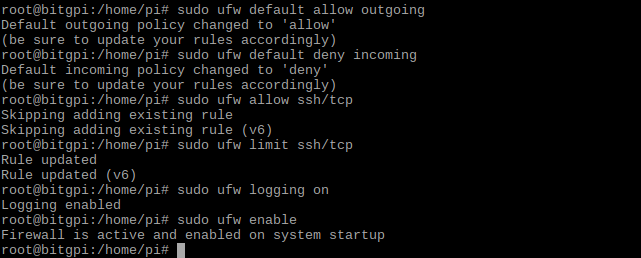 root@bitgpi:/home/pi# sudo ufw default allow outgoing
Default outgoing policy changed to 'allow'
(be sure to update your rules accordingly)
root@bitgpi:/home/pi# sudo ufw default deny incoming
Default incoming policy changed to 'deny'
(be sure to update your rules accordingly)
root@bitgpi:/home/pi# sudo ufw allow ssh/tcp
Skipping adding existing rule
Skipping adding existing rule (v6)
root@bitgpi:/home/pi# sudo ufw limit ssh/tcp
Rule updated
Rule updated (v6)
root@bitgpi:/home/pi# sudo ufw logging on
Logging enabled
root@bitgpi:/home/pi# sudo ufw enable
Firewall is active and enabled on system startup
root@bitgpi:/home/pi#